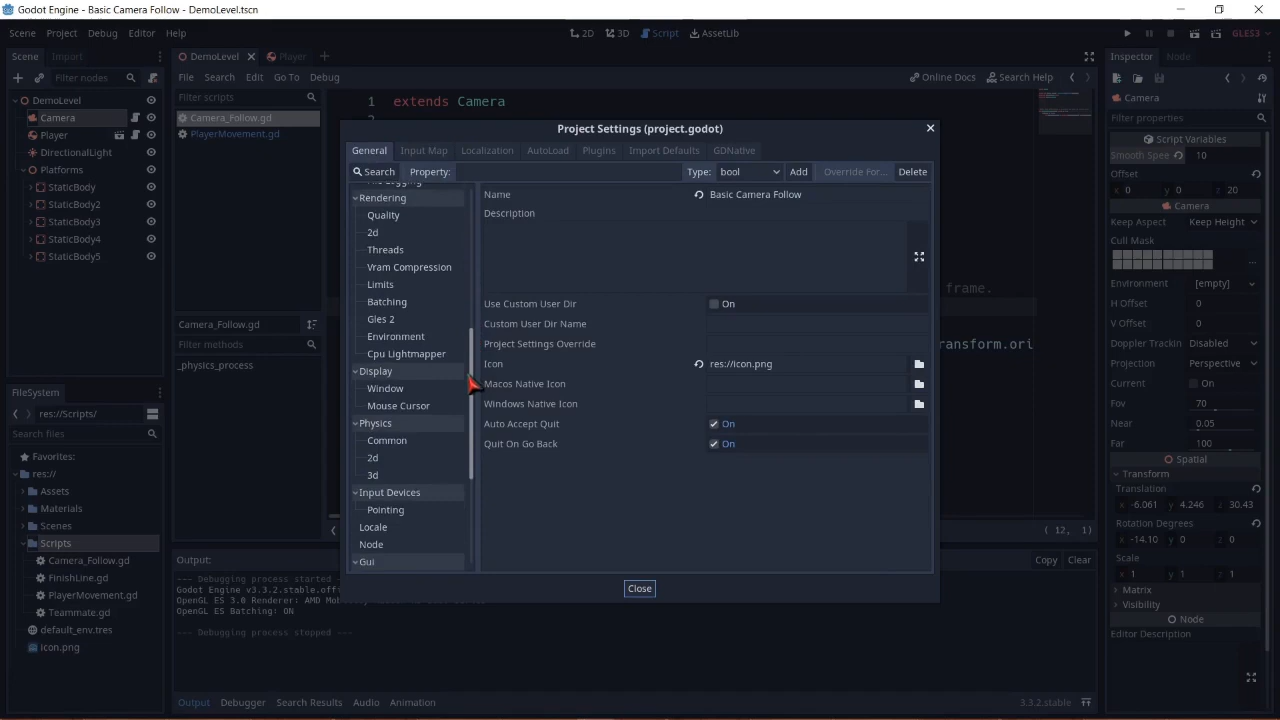 Godot Engine - Basic Camera Follow - DemoLevel.tscn
Scene Project Debug Editor Help
2D 3D Script AssetLib
GLES3
Scene Import
Filter nodes
DemoLevel
Camera
Player
DirectionalLight
Platforms
StaticBody
StaticBody2
StaticBody3
StaticBody4
StaticBody5
FileSystem
res://Scripts/
Search files
Favorites:
res://
Assets
Materials
Scenes
Scripts
Camera_Follow.gd
FinishLine.gd
PlayerMovement.gd
Teammate.gd
default_env.tres
icon.png
DemoLevel Player
File Search Edit Go To Debug
Online Docs Search Help
Filter scripts
Camera_Follow.gd
PlayerMovement.gd
Camera_Follow.gd
Filter methods
_physics_process
1 extends Camera
2
frame.
transform.ori
( 12, 1)
Project Settings (project.godot)
General Input Map Localization AutoLoad Plugins Import Defaults GDNative
Search Property: Type: bool Add Override For... Delete
File Logging
Rendering
Quality
2d
Threads
Vram Compression
Limits
Batching
Gles 2
Environment
Cpu Lightmapper
Display
Window
Mouse Cursor
Physics
Common
2d
3d
Input Devices
Pointing
Locale
Node
Gui
Name Basic Camera Follow
Description
Use Custom User Dir On
Custom User Dir Name
Project Settings Override
Icon res://icon.png
Macos Native Icon
Windows Native Icon
Auto Accept Quit On
Quit On Go Back On
Close
Output: Copy Clear
--- Debugging process started
Godot Engine v3.3.2.stable.offi
OpenGL ES 3.0 Renderer: AMD Mob
OpenGL ES Batching: ON
--- Debugging process stopped ---
Output Debugger Search Results Audio Animation 3.3.2.stable
Inspector Node
Camera
Filter properties
Script Variables
Smooth Spee 10
Offset
x 0 y 0 z 20
Camera
Keep Aspect Keep Height
Cull Mask
...
Environment [empty]
H Offset 0
V Offset 0
Doppler Trackin Disabled
Projection Perspective
Current On
Fov 70
Near 0.05
Far 100
Spatial
Transform
Translation
x -6.061 y 4.246 z 30.43
Rotation Degrees
x -14.10 y 0 z 0
Scale
x 1 y 1 z 1
Matrix
Visibility
Node
Editor Description